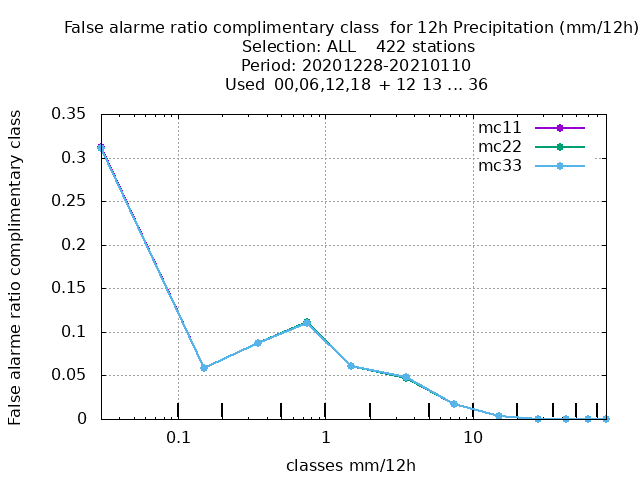 False alarme ratio complimentary class  for 12h Precipitation (mm/12h)
Selection: ALL    422 stations
Period: 20201228-20210110
Used  00,06,12,18  + 12 13 ... 36
False alarme ratio complimentary class
0.35
0.3
0.25
0.2
0.15
0.1
0.05
0
mc11
mc22
mc33
0.1
1
10
classes mm/12h